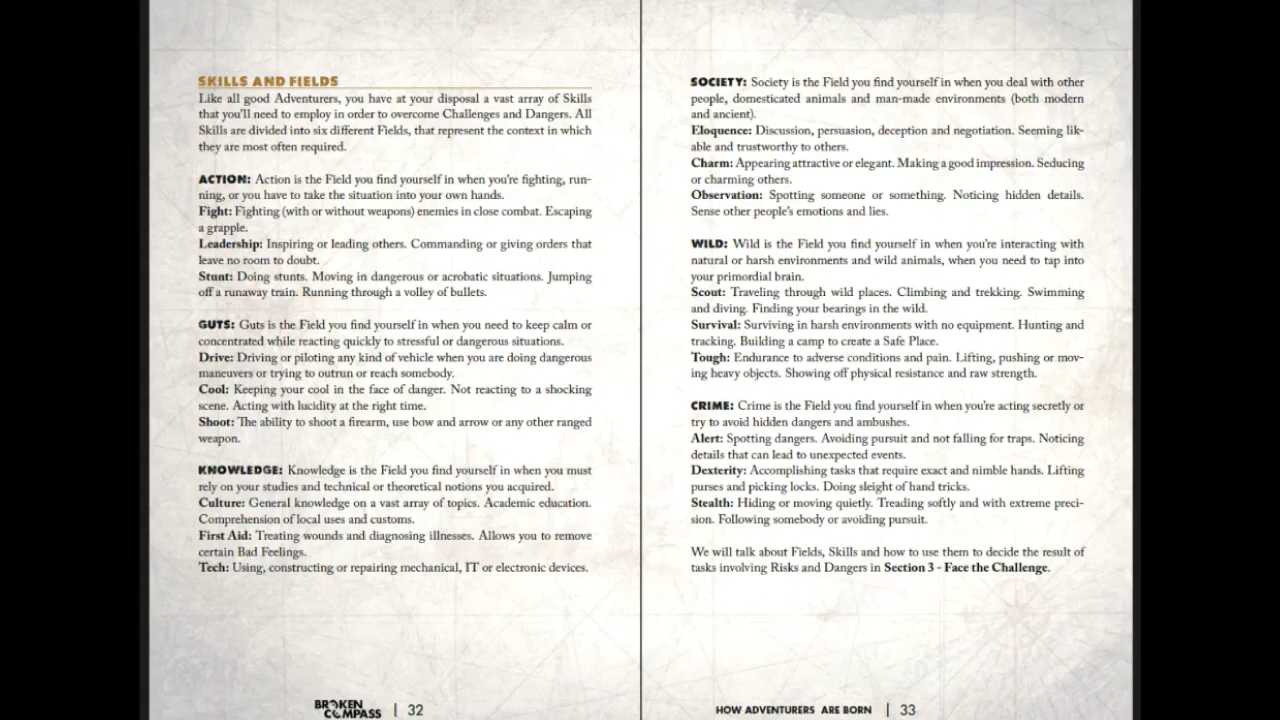 SKILLS AND FIELDS
Like all good Adventurers, you have at your disposal a vast array of Skills
that you'll need to employ in order to overcome Challenges and Dangers. All
Skills are divided into six different Fields, that represent the context in which
they are most often required.
ACTION: Action is the Field you find yourself in when you're fighting, run-
ning, or you have to take the situation into your own hands.
Fight: Fighting (with or without weapons) enemies in close combat. Escaping
a grapple.
Leadership: Inspiring or leading others. Commanding or giving orders that
leave no room to doubt.
Stunt: Doing stunts. Moving in dangerous or acrobatic situations. Jumping
off a runaway train. Running through a volley of bullets.
GUTS: Guts is the Field you find yourself in when you need to keep calm or
concentrated while reacting quickly to stressful or dangerous situations.
Drive: Driving or piloting any kind of vehicle when you are doing dangerous
maneuvers or trying to outrun or reach somebody.
Cool: Keeping your cool in the face of danger. Not reacting to a shocking
scene. Acting with lucidity at the right time.
Shoot: The ability to shoot a firearm, use bow and arrow or any other ranged
weapon.
KNOWLEDGE: Knowledge is the Field you find yourself in when you must
rely on your studies and technical or theoretical notions you acquired.
Culture: General knowledge on a vast array of topics. Academic education.
Comprehension of local uses and customs.
First Aid: Treating wounds and diagnosing illnesses. Allows you to remove
certain Bad Feelings.
Tech: Using, constructing or repairing mechanical, IT or electronic devices.
BROKEN
COMPASS | 32
SOCIETY: Society is the Field you find yourself in when you deal with other
people, domesticated animals and man-made environments (both modern
and ancient).
Eloquence: Discussion, persuasion, deception and negotiation. Seeming lik-
able and trustworthy to others.
Charm: Appearing attractive or elegant. Making a good impression. Seducing
or charming others.
Observation: Spotting someone or something. Noticing hidden details.
Sense other people's emotions and lies.
WILD: Wild is the Field you find yourself in when you're interacting with
natural or harsh environments and wild animals, when you need to tap into
your primordial brain.
Scout: Traveling through wild places. Climbing and trekking. Swimming
and diving. Finding your bearings in the wild.
Survival: Surviving in harsh environments with no equipment. Hunting and
tracking. Building a camp to create a Safe Place.
Tough: Endurance to adverse conditions and pain. Lifting, pushing or mov-
ing heavy objects. Showing off physical resistance and raw strength.
CRIME: Crime is the Field you find yourself in when you're acting secretly or
try to avoid hidden dangers and ambushes.
Alert: Spotting dangers. Avoiding pursuit and not falling for traps. Noticing
details that can lead to unexpected events.
Dexterity: Accomplishing tasks that require exact and nimble hands. Lifting
purses and picking locks. Doing sleight of hand tricks.
Stealth: Hiding or moving quietly. Treading softly and with extreme preci-
sion. Following somebody or avoiding pursuit.
We will talk about Fields, Skills and how to use them to decide the result of
tasks involving Risks and Dangers in Section 3 - Face the Challenge.
HOW ADVENTURERS ARE BORN | 33